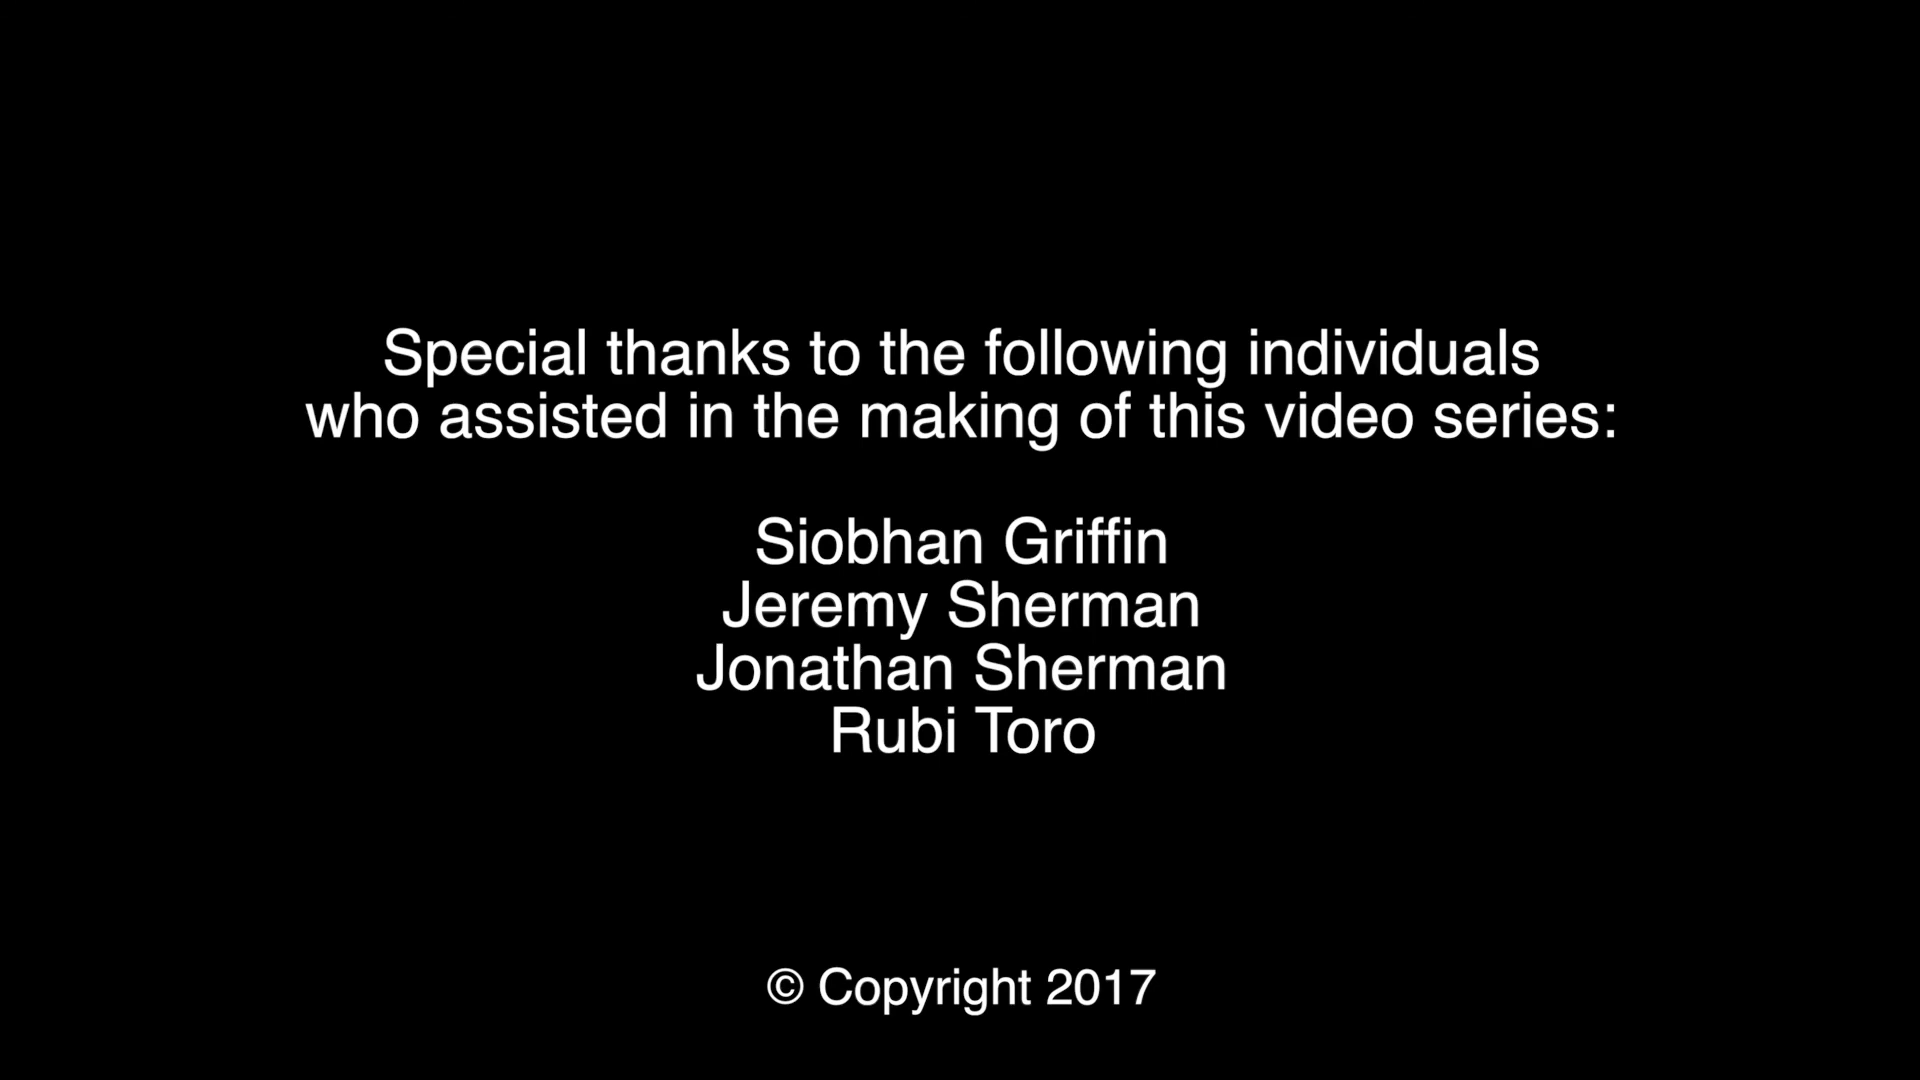 Special thanks to the following individuals
who assisted in the making of this video series:
Siobhan Griffin
Jeremy Sherman
Jonathan Sherman
Rubi Toro
© Copyright 2017